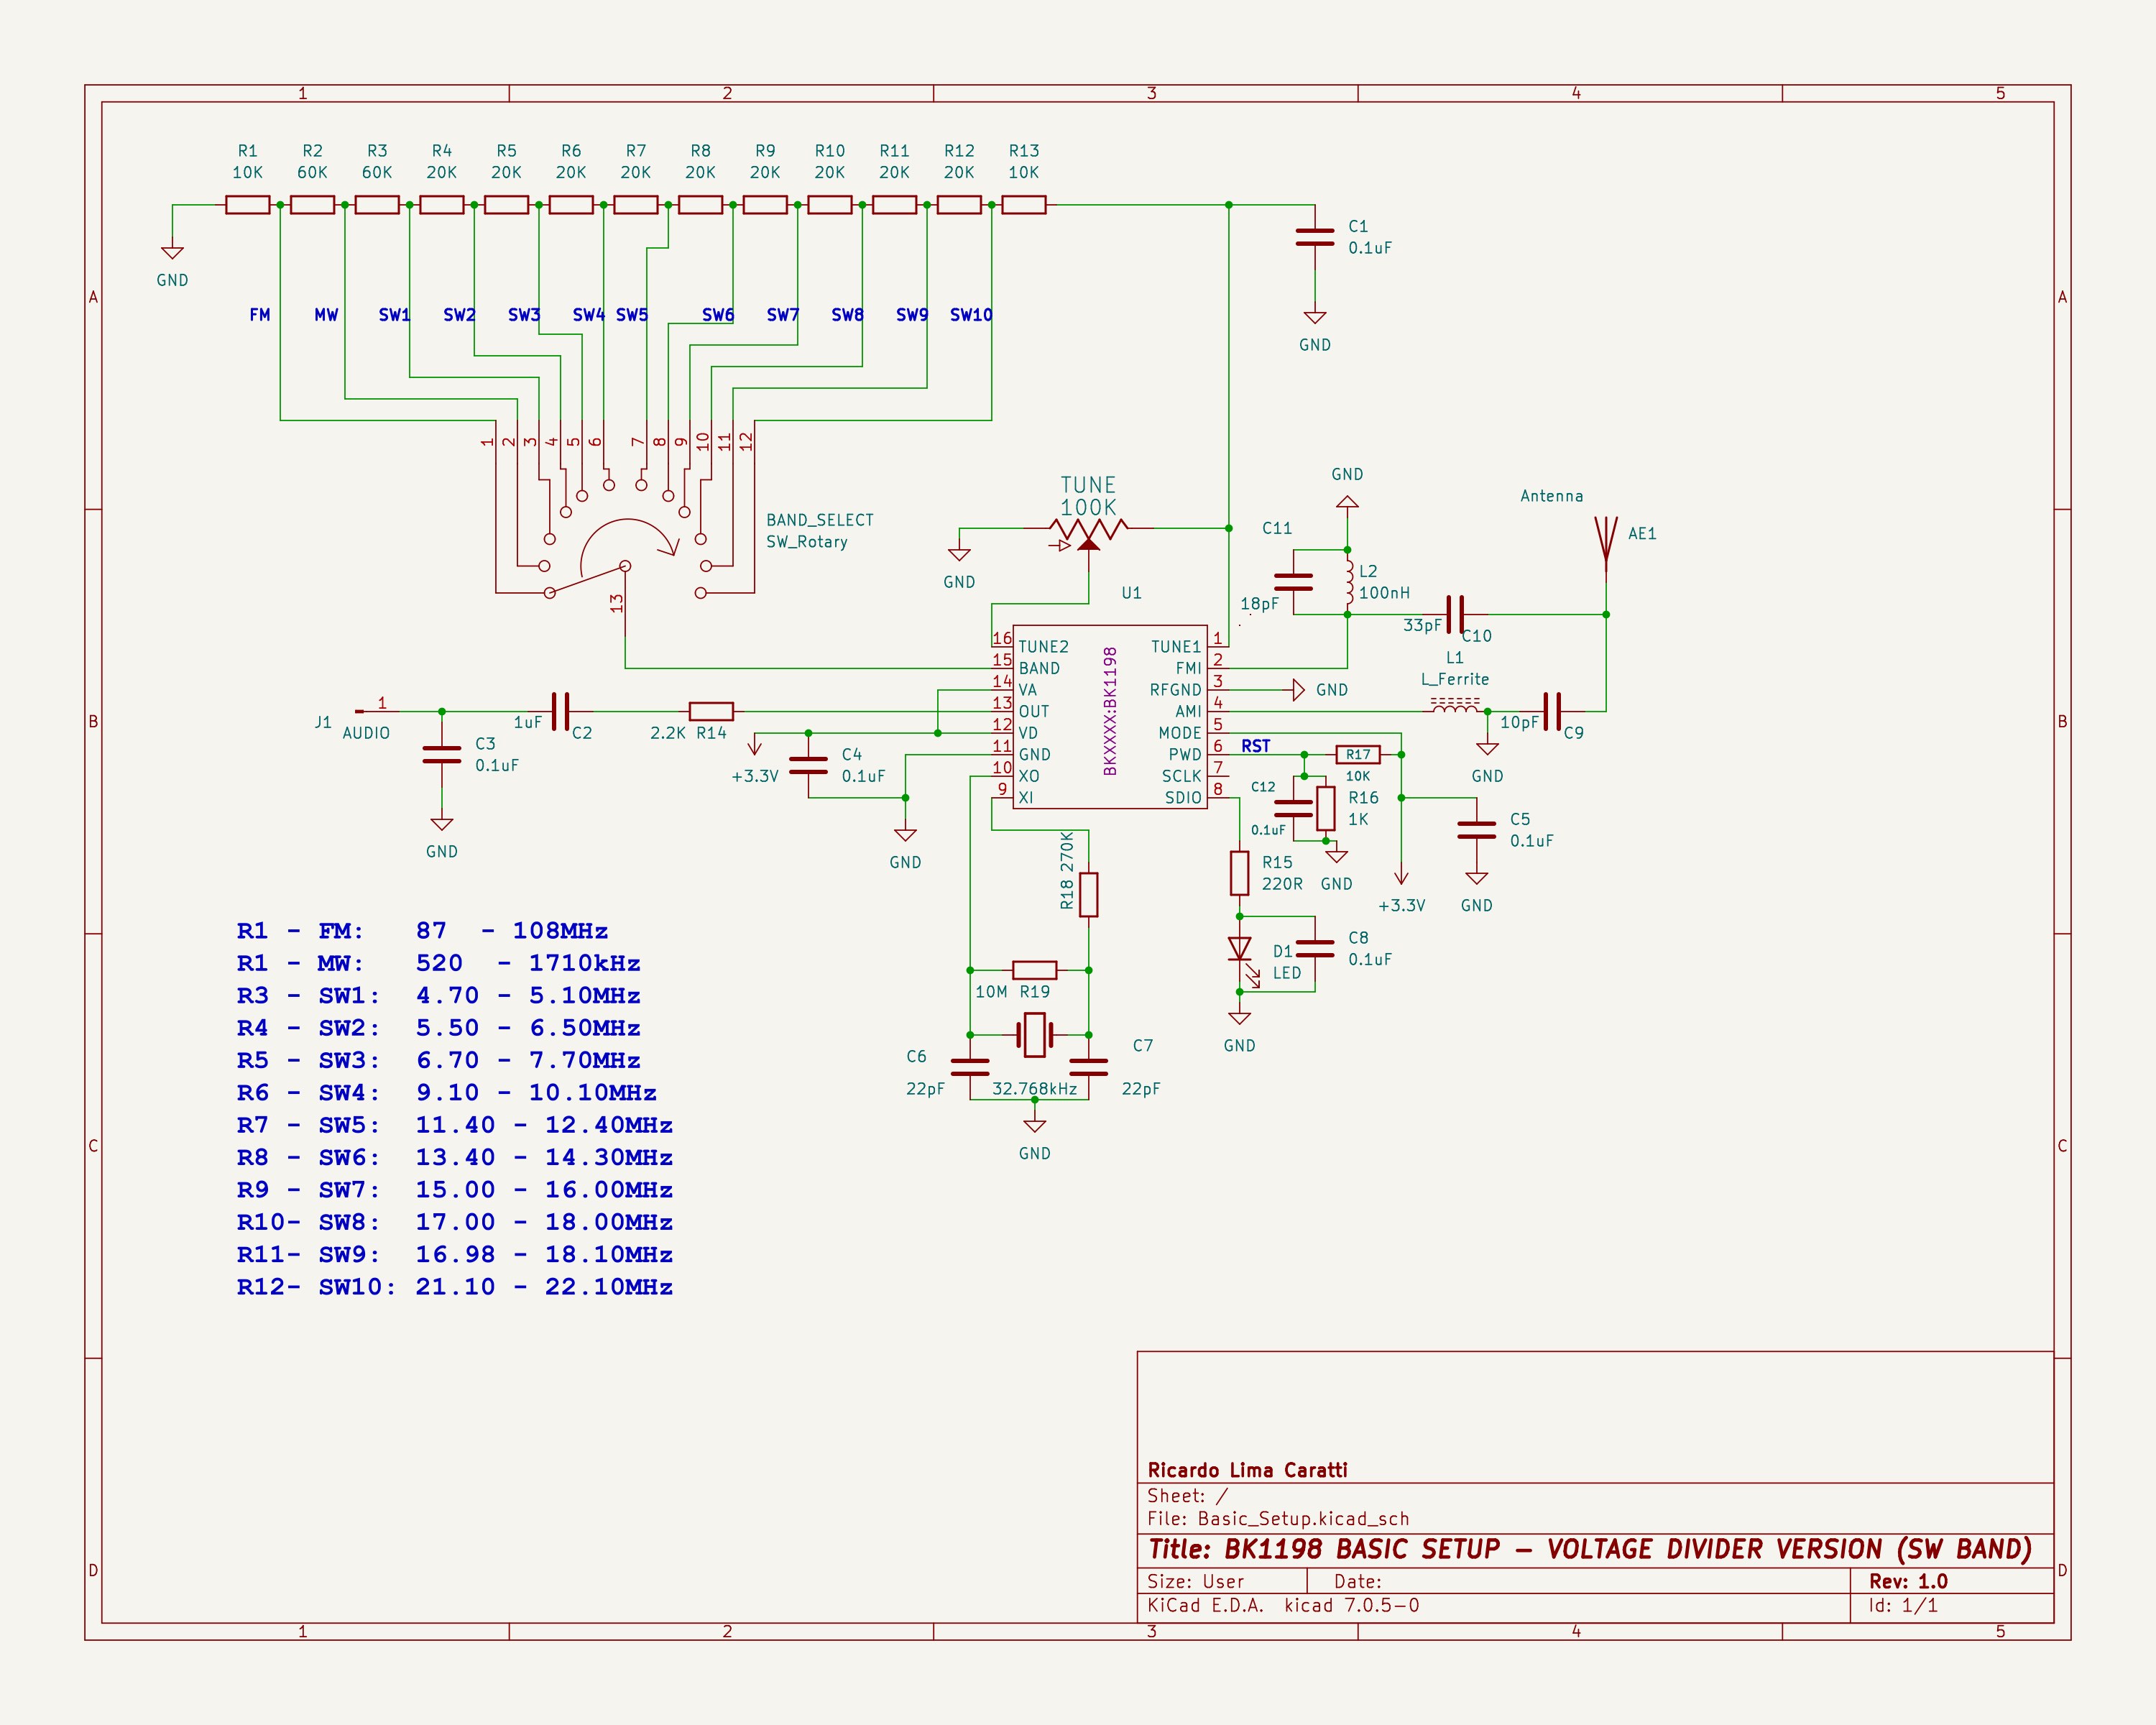 1 2 3 4 5
R1 R2 R3 R4 R5 R6 R7 R8 R9 R10 R11 R12 R13
10K 60K 60K 20K 20K 20K 20K 20K 20K 20K 20K 20K 10K
C1
0.1uF
GND
A A
FM MW SW1 SW2 SW3 SW4 SW5 SW6 SW7 SW8 SW9 SW10
GND
1 2 3 4 5 6 7 8 9 10 11 12
13
BAND_SELECT
SW_Rotary
TUNE
100K
GND
GND
C11
18pF
L2
100nH
Antenna
AE1
33pF
C10
U1
BKXXXX:BK1198
16 TUNE2 TUNE1 1
15 BAND FMI 2
14 VA RFGND 3
13 OUT AMI 4
12 VD MODE 5
11 GND PWD 6
10 XO SCLK 7
9 XI SDIO 8
GND
L1
L_Ferrite
10pF
C9
GND
B B
J1
1
AUDIO
1uF
C2
2.2K R14
C3
0.1uF
GND
+3.3V
C4
0.1uF
GND
RST
R17
10K
C12
0.1uF
R16
1K
GND
C5
0.1uF
+3.3V
GND
R15
220R
D1
LED
C8
0.1uF
GND
R18 270K
10M R19
C6
22pF
32.768kHz
C7
22pF
GND
R1 - FM: 87 - 108MHz
R1 - MW: 520 - 1710kHz
R3 - SW1: 4.70 - 5.10MHz
R4 - SW2: 5.50 - 6.50MHz
R5 - SW3: 6.70 - 7.70MHz
R6 - SW4: 9.10 - 10.10MHz
R7 - SW5: 11.40 - 12.40MHz
R8 - SW6: 13.40 - 14.30MHz
R9 - SW7: 15.00 - 16.00MHz
R10- SW8: 17.00 - 18.00MHz
R11- SW9: 16.98 - 18.10MHz
R12- SW10: 21.10 - 22.10MHz
C C
Ricardo Lima Caratti
Sheet: /
File: Basic_Setup.kicad_sch
Title: BK1198 BASIC SETUP – VOLTAGE DIVIDER VERSION (SW BAND)
Size: User Date: Rev: 1.0
KiCad E.D.A. kicad 7.0.5-0 Id: 1/1
D D
1 2 3 4 5